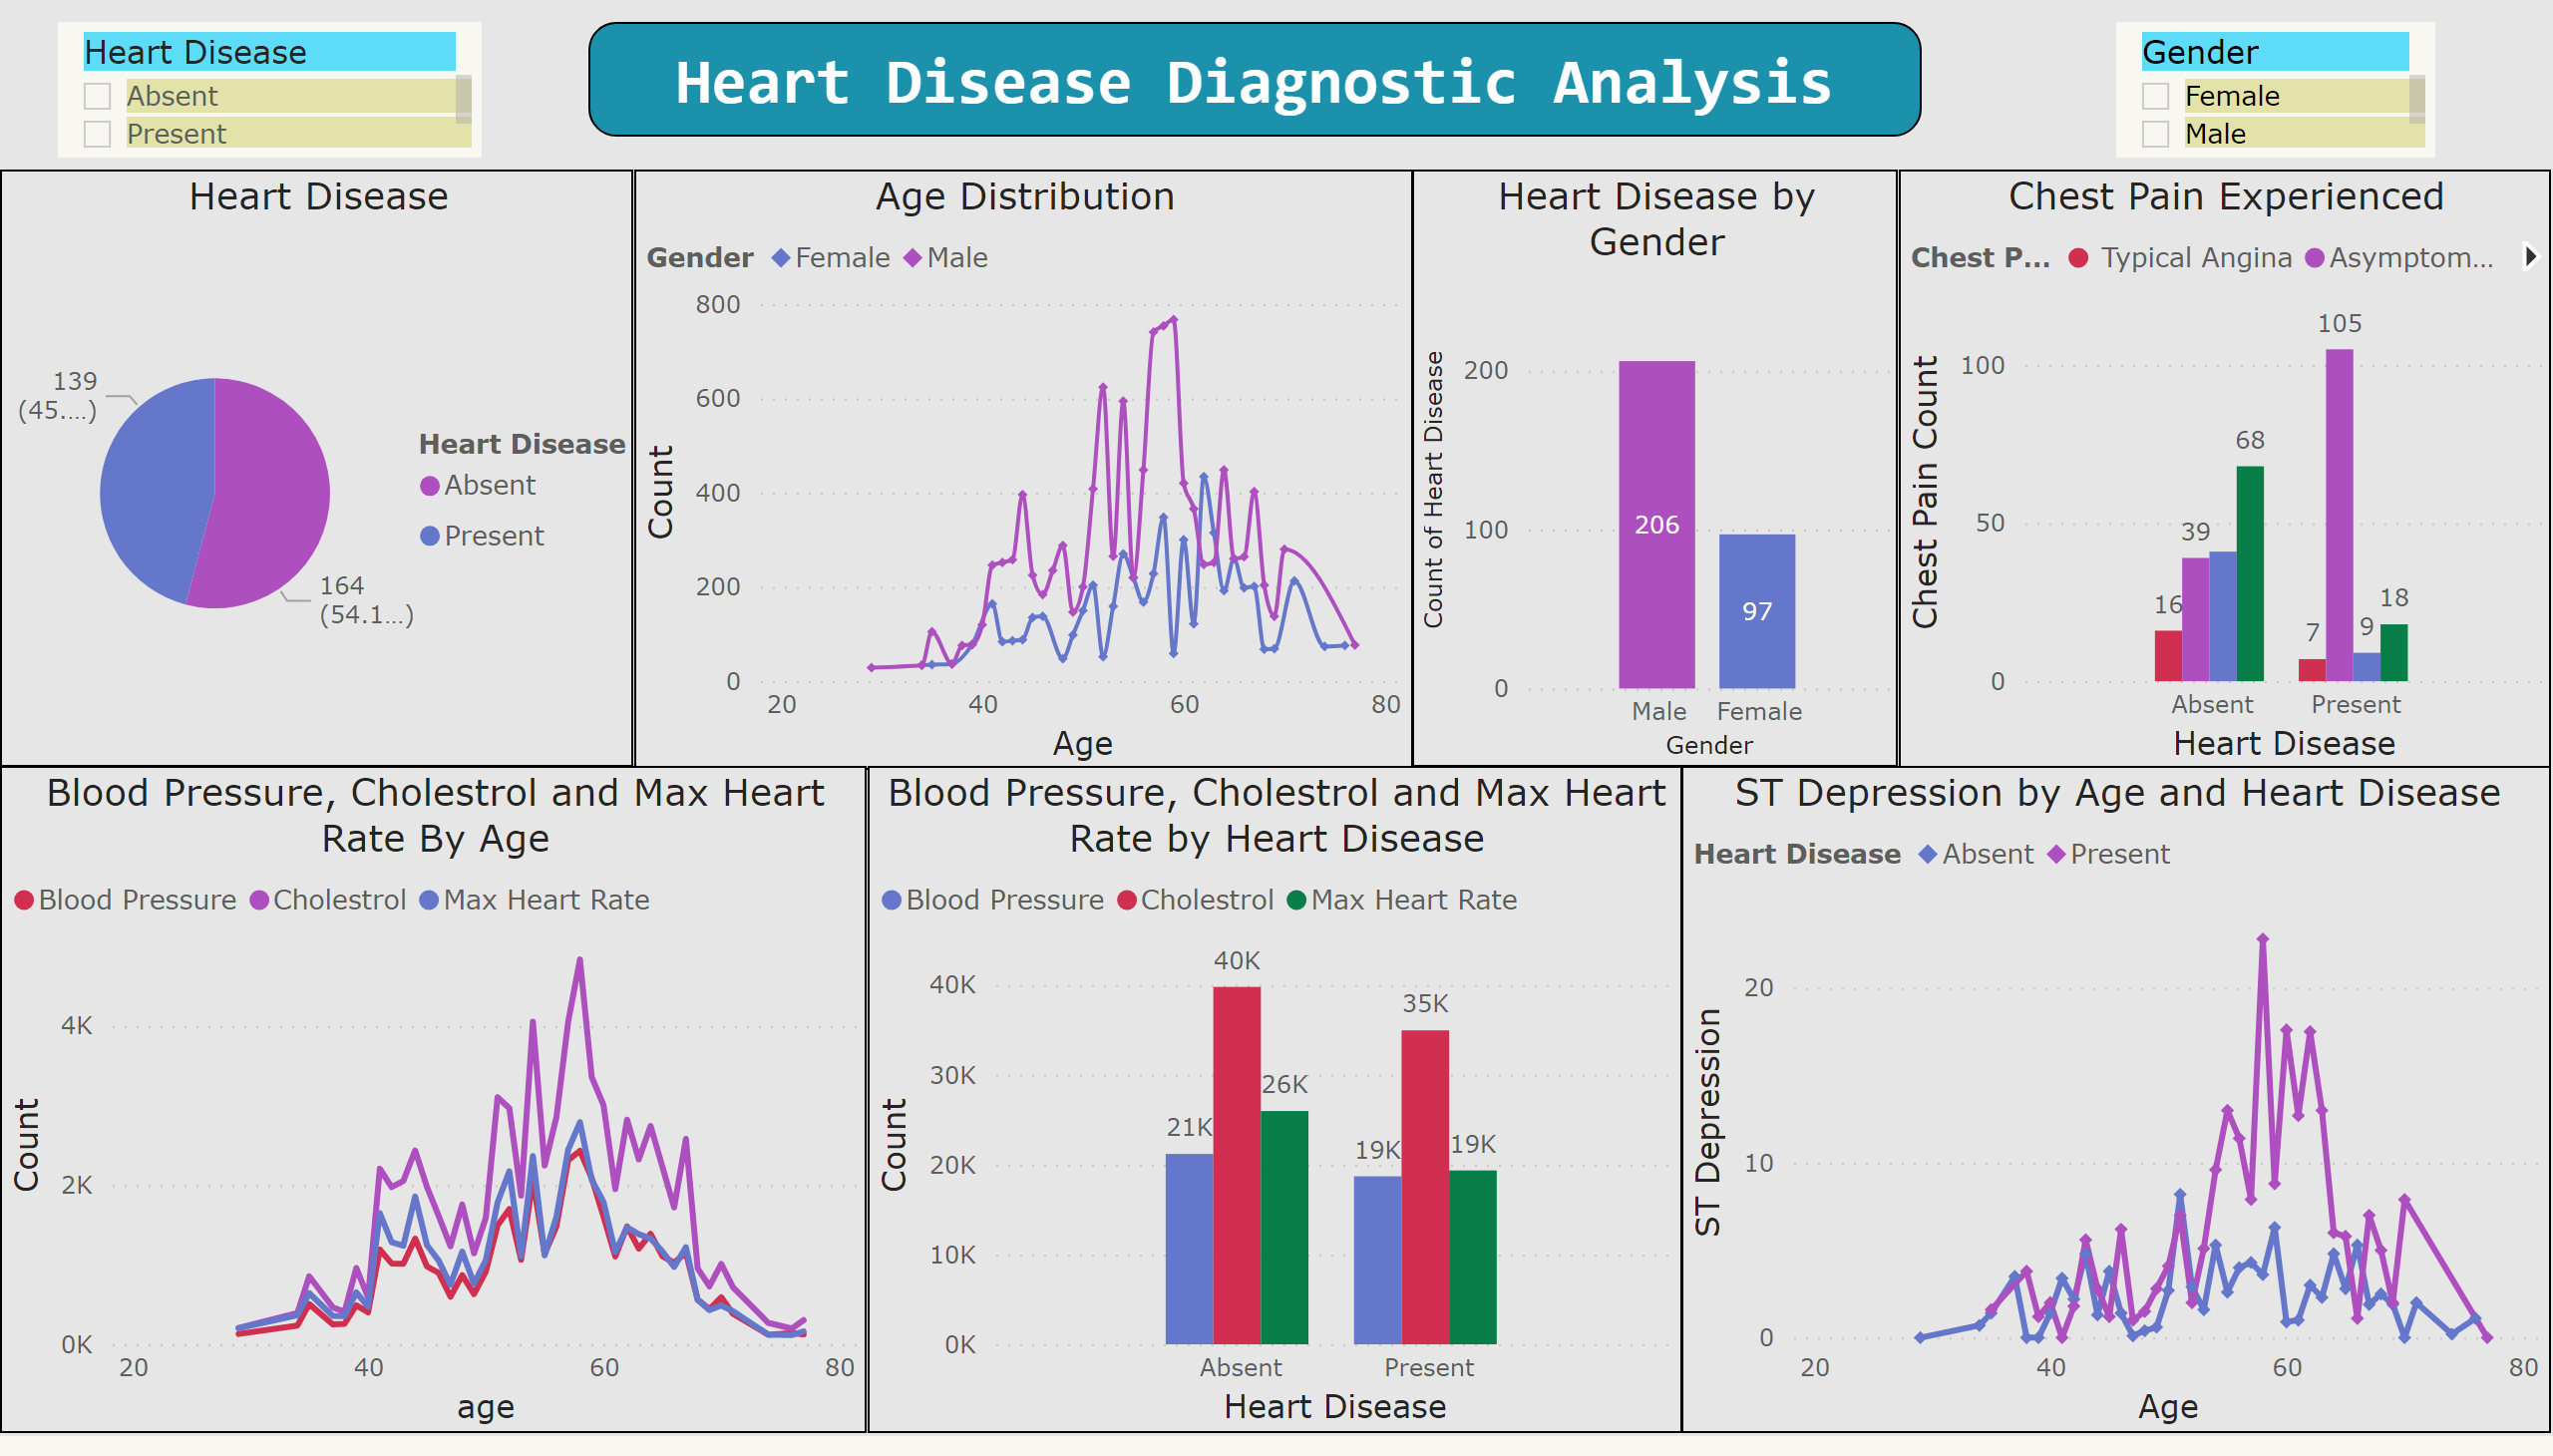 Heart Disease
Absent
Present
Heart Disease Diagnostic Analysis
Gender
Female
Male
Heart Disease
139
(45....)
Heart Disease
Absent
Present
164
(54.1...)
Age Distribution
Gender Female Male
800
600
400
200
0
Count
20 40 60 80
Age
Heart Disease by
Gender
Count of Heart Disease
200
100
0
206
97
Male Female
Gender
Chest Pain Experienced
Chest P... Typical Angina Asymptom...
Chest Pain Count
100
50
0
16
39
68
7
105
9
18
Absent Present
Heart Disease
Blood Pressure, Cholestrol and Max Heart
Rate By Age
Blood Pressure Cholestrol Max Heart Rate
Count
4K
2K
0K
20 40 60 80
age
Blood Pressure, Cholestrol and Max Heart
Rate by Heart Disease
Blood Pressure Cholestrol Max Heart Rate
Count
40K
30K
20K
10K
0K
21K
40K
26K
19K
35K
19K
Absent Present
Heart Disease
ST Depression by Age and Heart Disease
Heart Disease Absent Present
ST Depression
20
10
0
20 40 60 80
Age